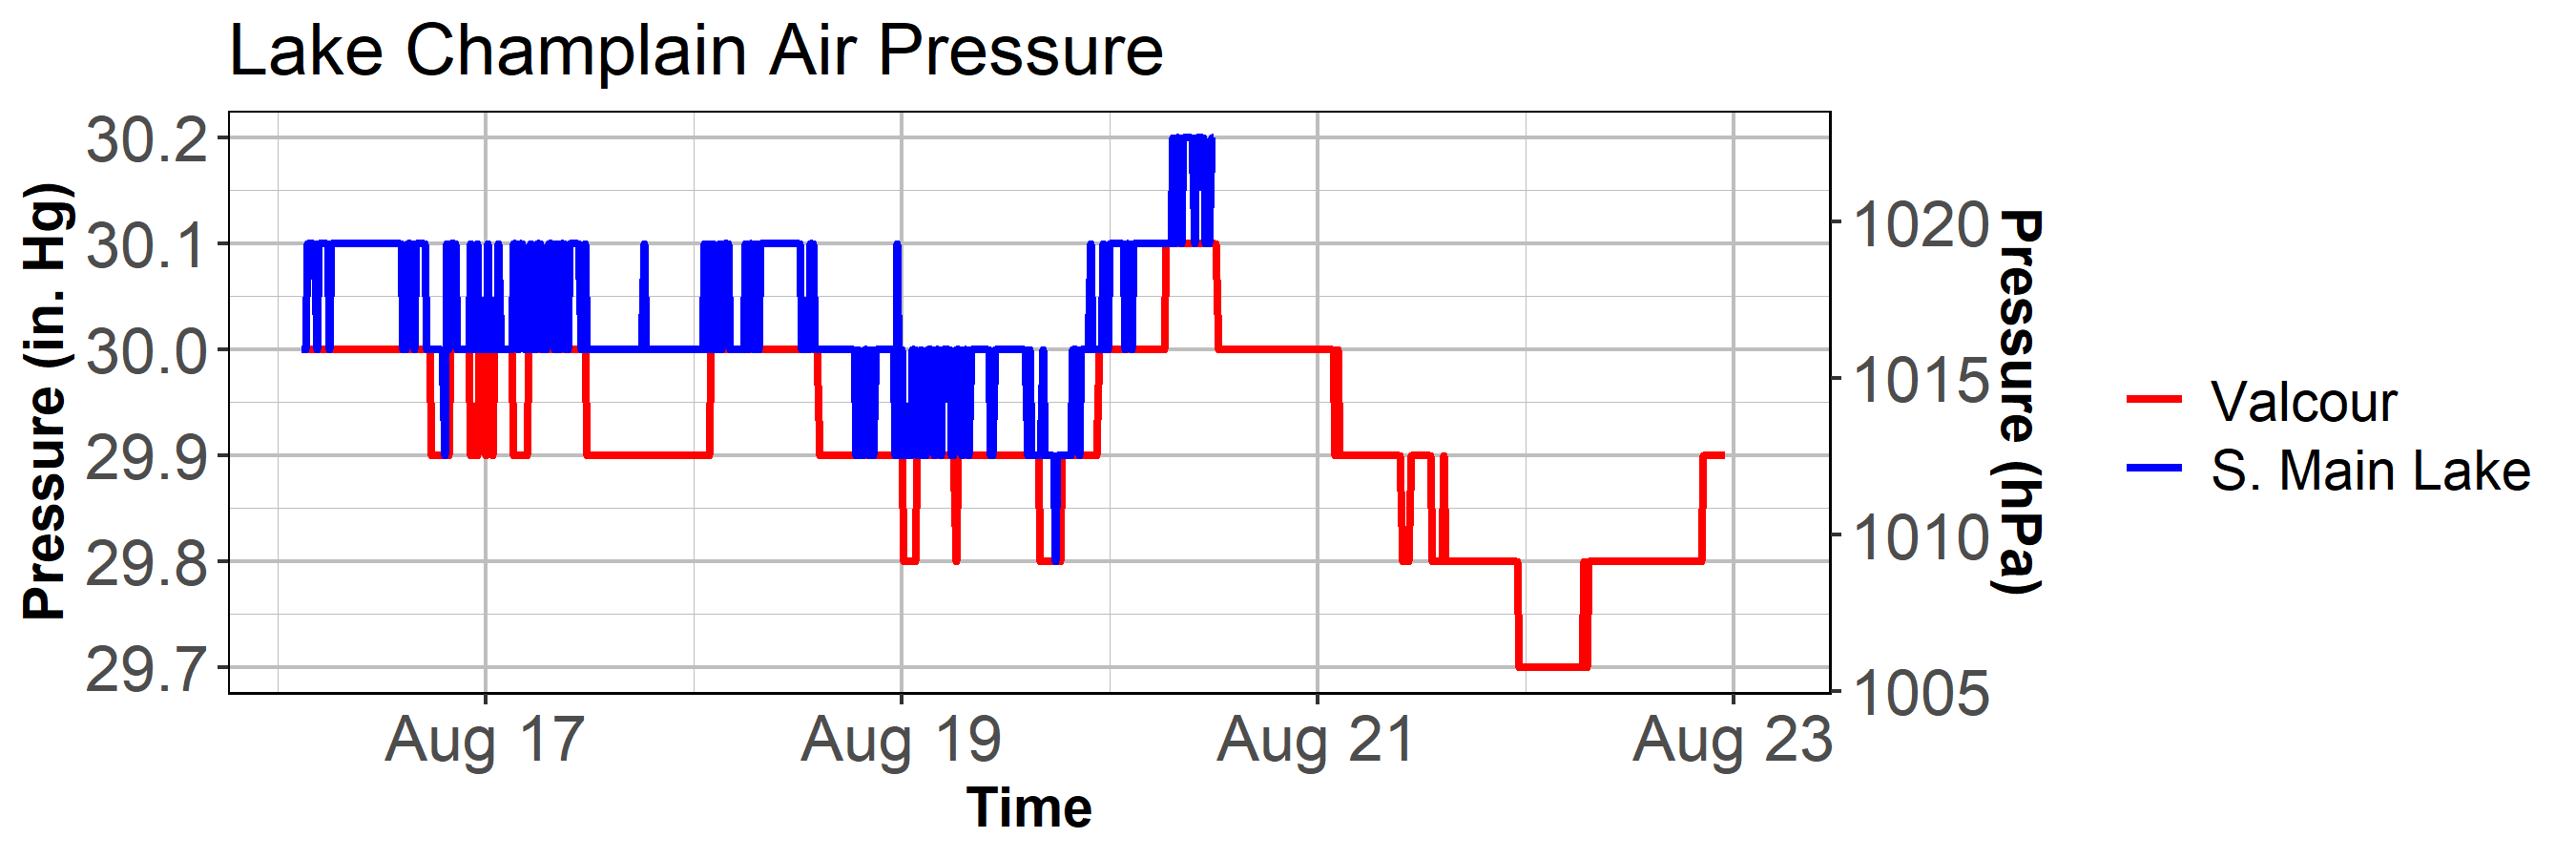 Lake Champlain Air Pressure
Pressure (in. Hg)
30.2
30.1
30.0
29.9
29.8
29.7
1020
1015
1010
1005
Pressure (hPa)
Valcour
S. Main Lake
Aug 17
Aug 19
Aug 21
Aug 23
Time